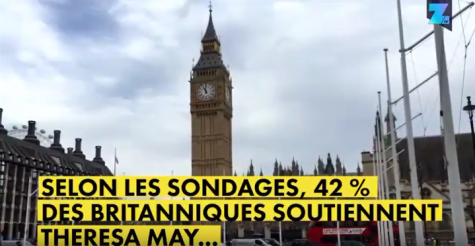 SELON LES SONDAGES, 42 %
DES BRITANNIQUES SOUTIENNENT
THERESA MAY...